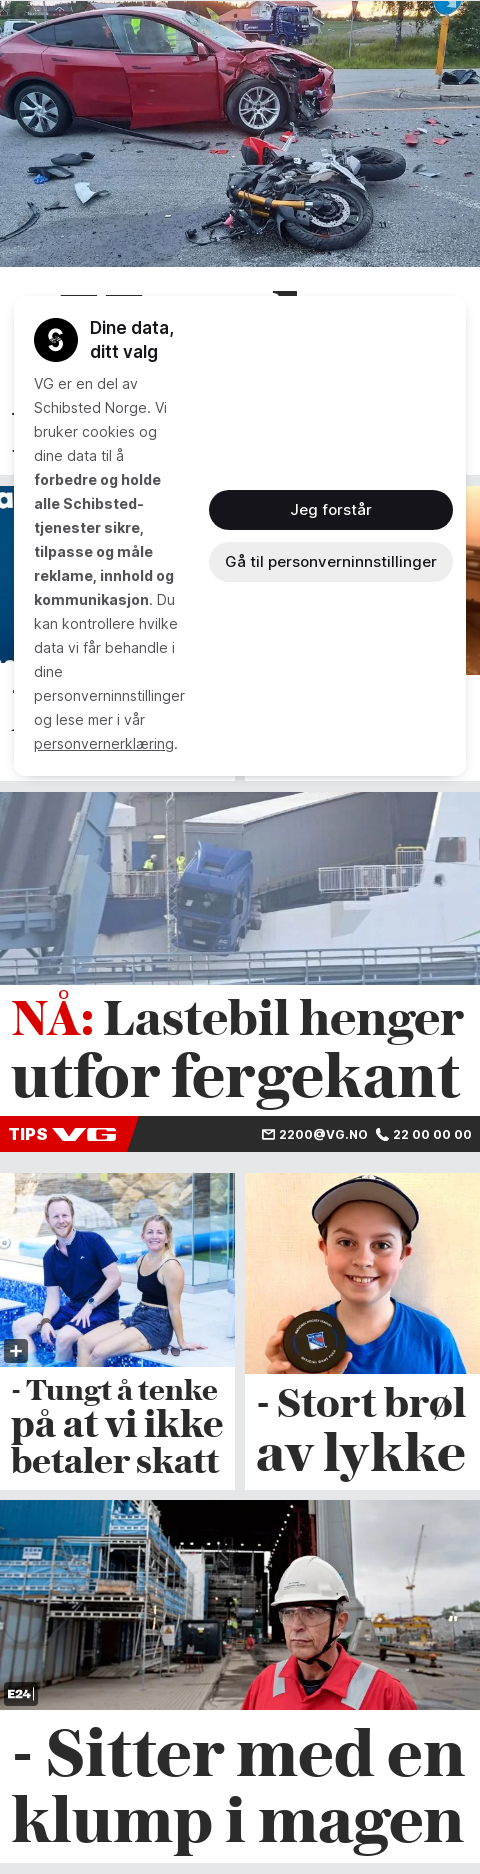 Dine data,
ditt valg
VG er en del av
Schibsted Norge. Vi
bruker cookies og
dine data til å
forbedre og holde
alle Schibsted-
tjenester sikre,
tilpasse og måle
reklame, innhold og
kommunikasjon. Du
kan kontrollere hvilke
data vi får behandle i
dine
personverninnstillinger
og lese mer i vår
personvernerklæring.
Jeg forstår
Gå til personverninnstillinger
NÅ: Lastebil henger
utfor fergekant
TIPS VG 2200@VG.NO 22 00 00 00
- Tungt å tenke
på at vi ikke
betaler skatt
- Stort brøl
av lykke
E24
- Sitter med en
klump i magen